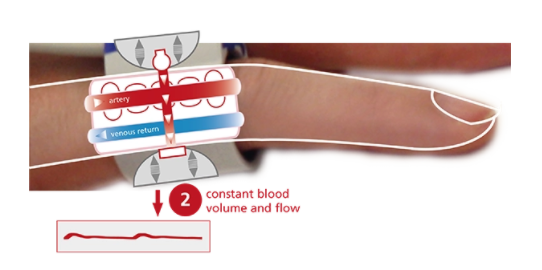 artery
venous return
2
constant blood
volume and flow